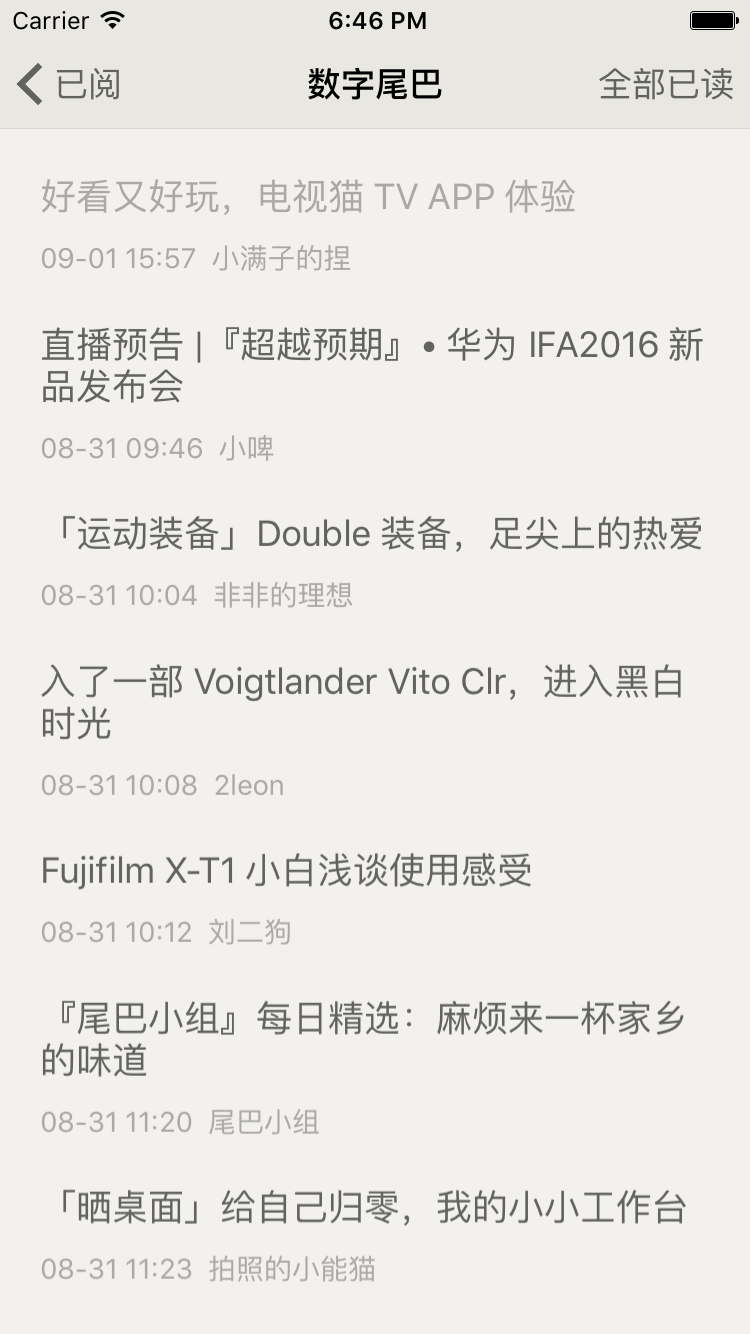 Carrier 6:46 PM
已阅 数字尾巴 全部已读
好看又好玩，电视猫 TV APP 体验
09-01 15:57 小满子的捏
直播预告 |『超越预期』• 华为 IFA2016 新
品发布会
08-31 09:46 小啤
「运动装备」Double 装备，足尖上的热爱
08-31 10:04 非非的理想
入了一部 Voigtlander Vito Clr，进入黑白
时光
08-31 10:08 2leon
Fujifilm X-T1 小白浅谈使用感受
08-31 10:12 刘二狗
『尾巴小组』每日精选：麻烦来一杯家乡
的味道
08-31 11:20 尾巴小组
「晒桌面」给自己归零，我的小小工作台
08-31 11:23 拍照的小能猫